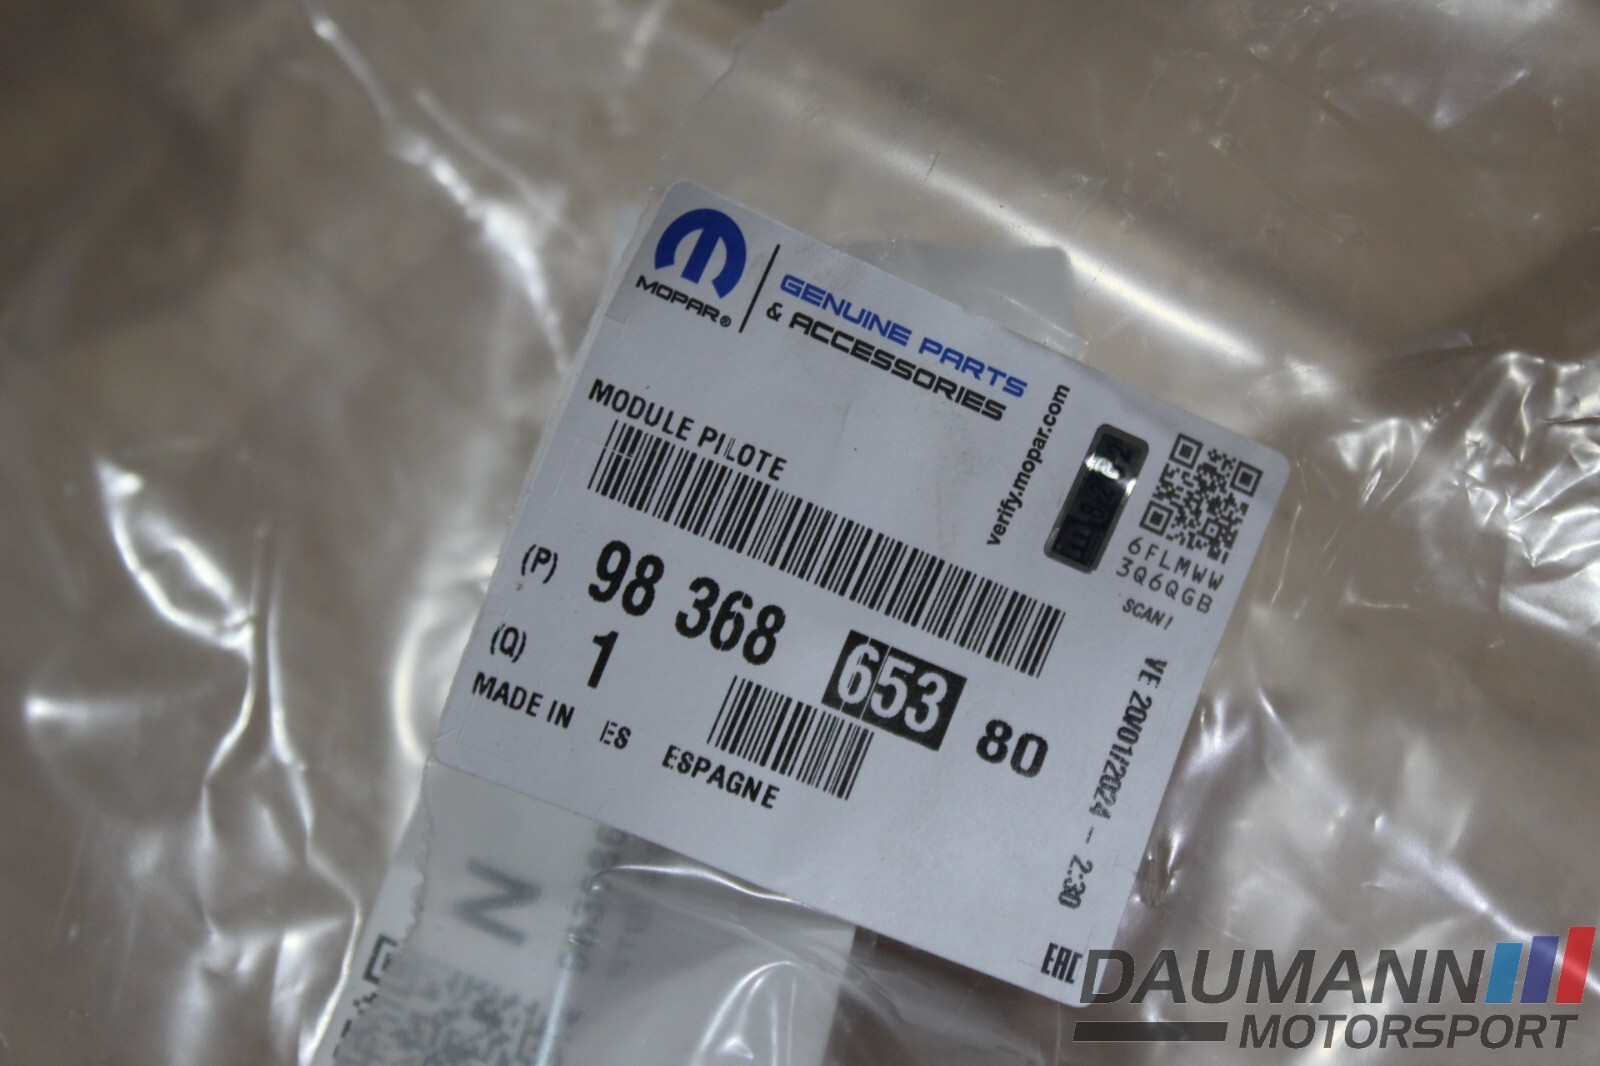 MOPAR®
GENUINE PARTS
& ACCESSORIES
verify.mopar.com
MODULE PILOTE
6FLMWW
3Q6QGB
SCAN!
(P) 98 368 653 80
(Q) 1
MADE IN ES ESPAGNE
VE 20/01/2024 - 2:30
EAC
N
DAUMANN
MOTORSPORT